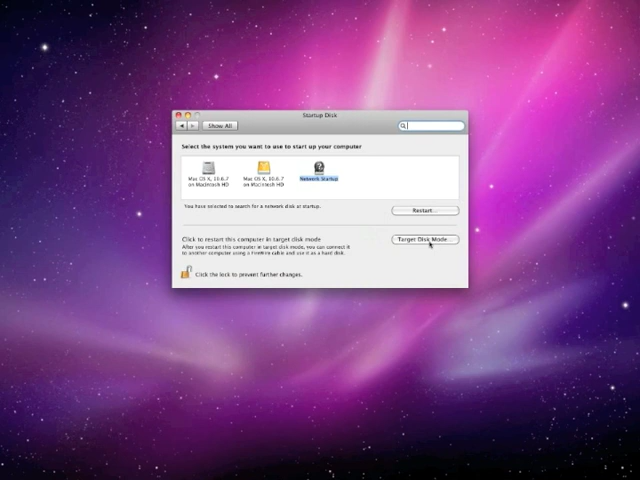 Startup Disk
Show All
Select the system you want to use to start up your computer
Mac OS X, 10.6.7
on Macintosh HD
Mac OS X, 10.6.7
on Macintosh HD
Network Startup
You have selected to search for a network disk at startup.
Restart...
Click to restart this computer in target disk mode
Target Disk Mode...
After you restart this computer in target disk mode, you can connect it
to another computer using a FireWire cable and use it as a hard disk.
Click the lock to prevent further changes.